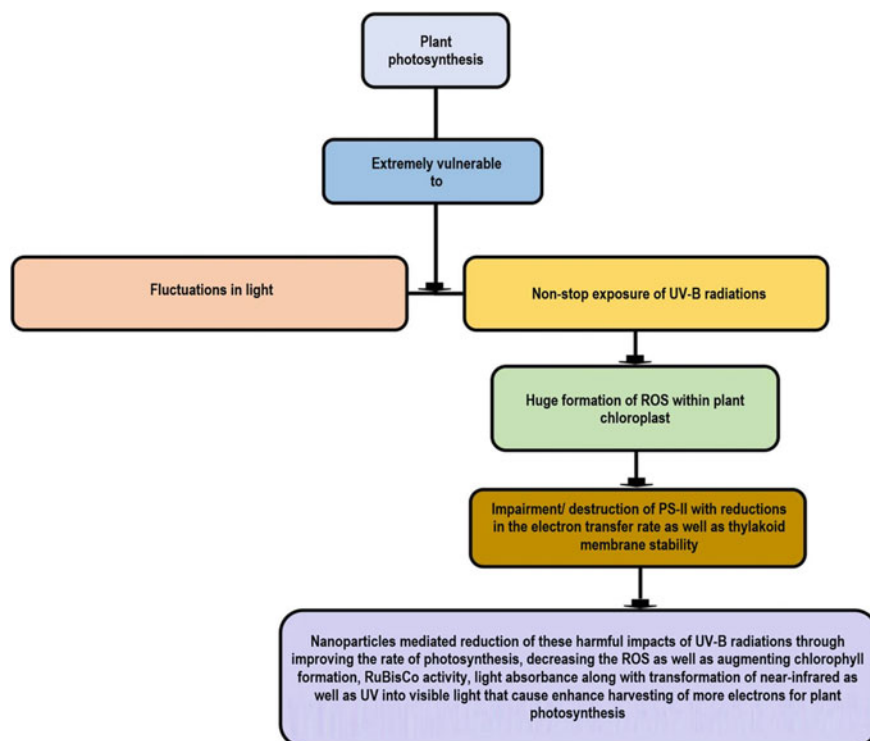 Plant
photosynthesis
Extremely vulnerable
to
Fluctuations in light
Non-stop exposure of UV-B radiations
Huge formation of ROS within plant
chloroplast
Impairment/ destruction of PS-II with reductions
in the electron transfer rate as well as thylakoid
membrane stability
Nanoparticles mediated reduction of these harmful impacts of UV-B radiations through
improving the rate of photosynthesis, decreasing the ROS as well as augmenting chlorophyll
formation, RuBisCo activity, light absorbance along with transformation of near-infrared as
well as UV into visible light that cause enhance harvesting of more electrons for plant
photosynthesis